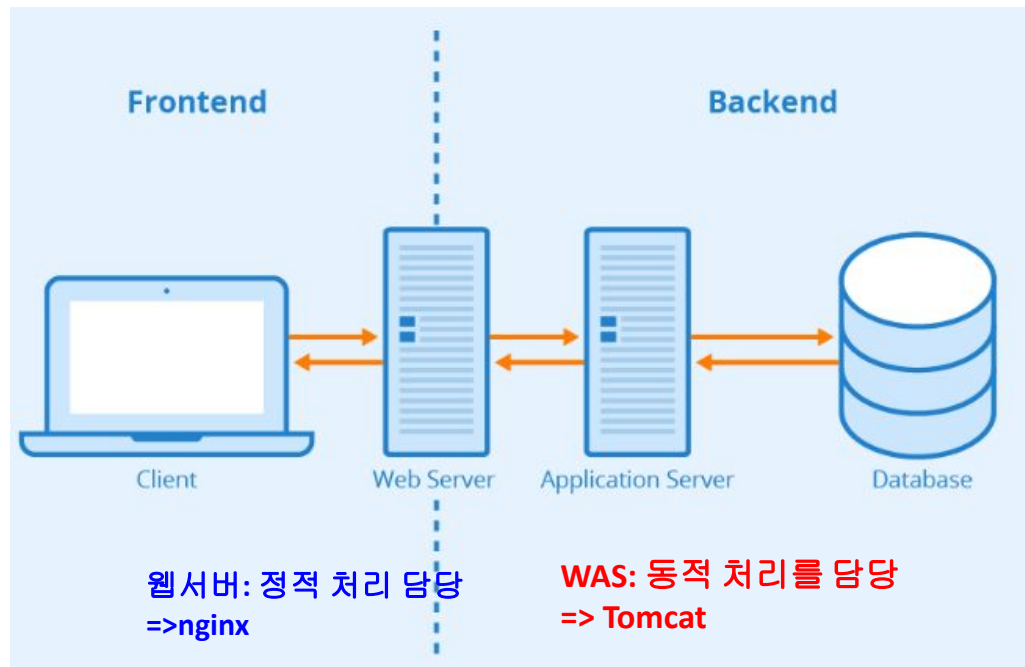 Frontend
Backend
Client
Web Server
Application Server
Database
웹서버: 정적 처리 담당
=>nginx
WAS: 동적 처리를 담당
=> Tomcat